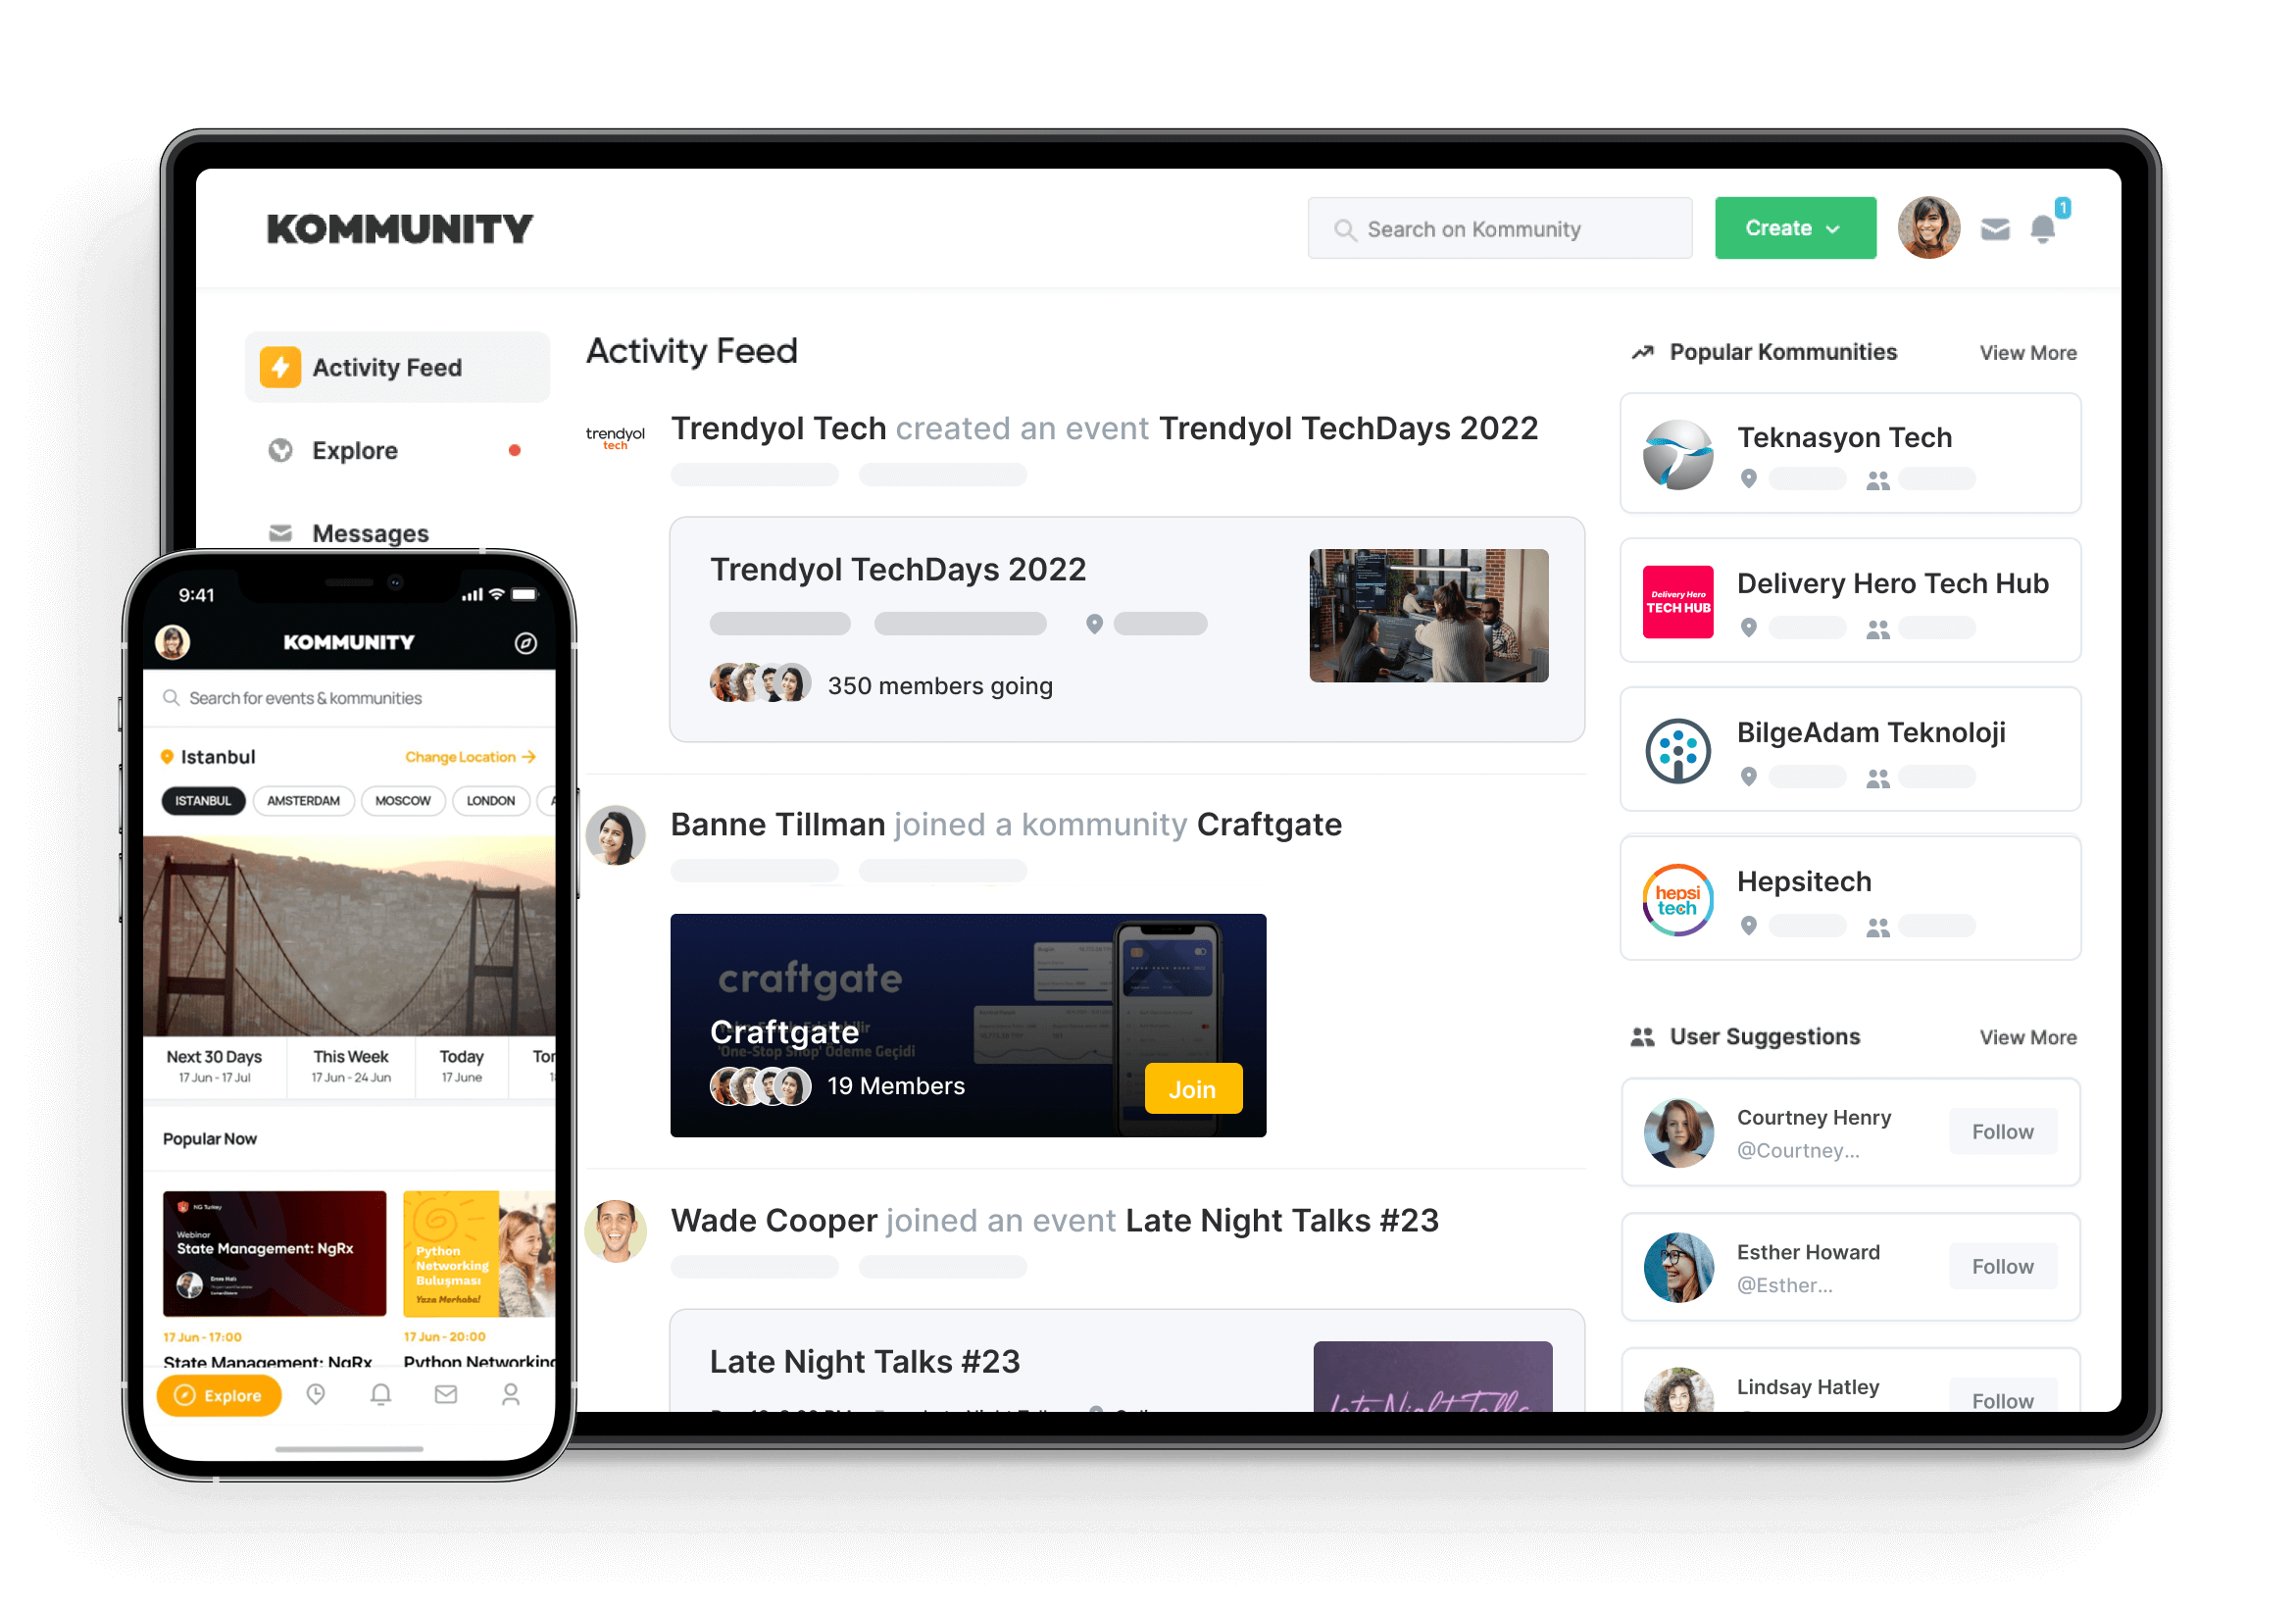 KOMMUNITY
Search on Kommunity
Create
1
Activity Feed
Explore
Messages
Activity Feed
trendyol
tech
Trendyol Tech created an event Trendyol TechDays 2022
Trendyol TechDays 2022
350 members going
Banne Tillman joined a kommunity Craftgate
craftgate
Craftgate
'One-Stop Shop' Ödeme Geçidi
19 Members
Join
Wade Cooper joined an event Late Night Talks #23
Late Night Talks #23
Late Night Talks
Popular Kommunities
View More
Teknasyon Tech
Delivery Hero
TECH HUB
Delivery Hero Tech Hub
BilgeAdam Teknoloji
hepsi
tech
Hepsitech
User Suggestions
View More
Courtney Henry
@Courtney...
Follow
Esther Howard
@Esther...
Follow
Lindsay Hatley
Follow
9:41
KOMMUNITY
Search for events & kommunities
Istanbul
Change Location
ISTANBUL
AMSTERDAM
MOSCOW
LONDON
Next 30 Days
17 Jun - 17 Jul
This Week
17 Jun - 24 Jun
Today
17 June
Popular Now
NG Turkey
Webinar
State Management: NgRx
Python
Networking
Buluşması
Yaza Merhaba!
17 Jun - 17:00
State Management: NgRx
17 Jun - 20:00
Python Networking
Explore